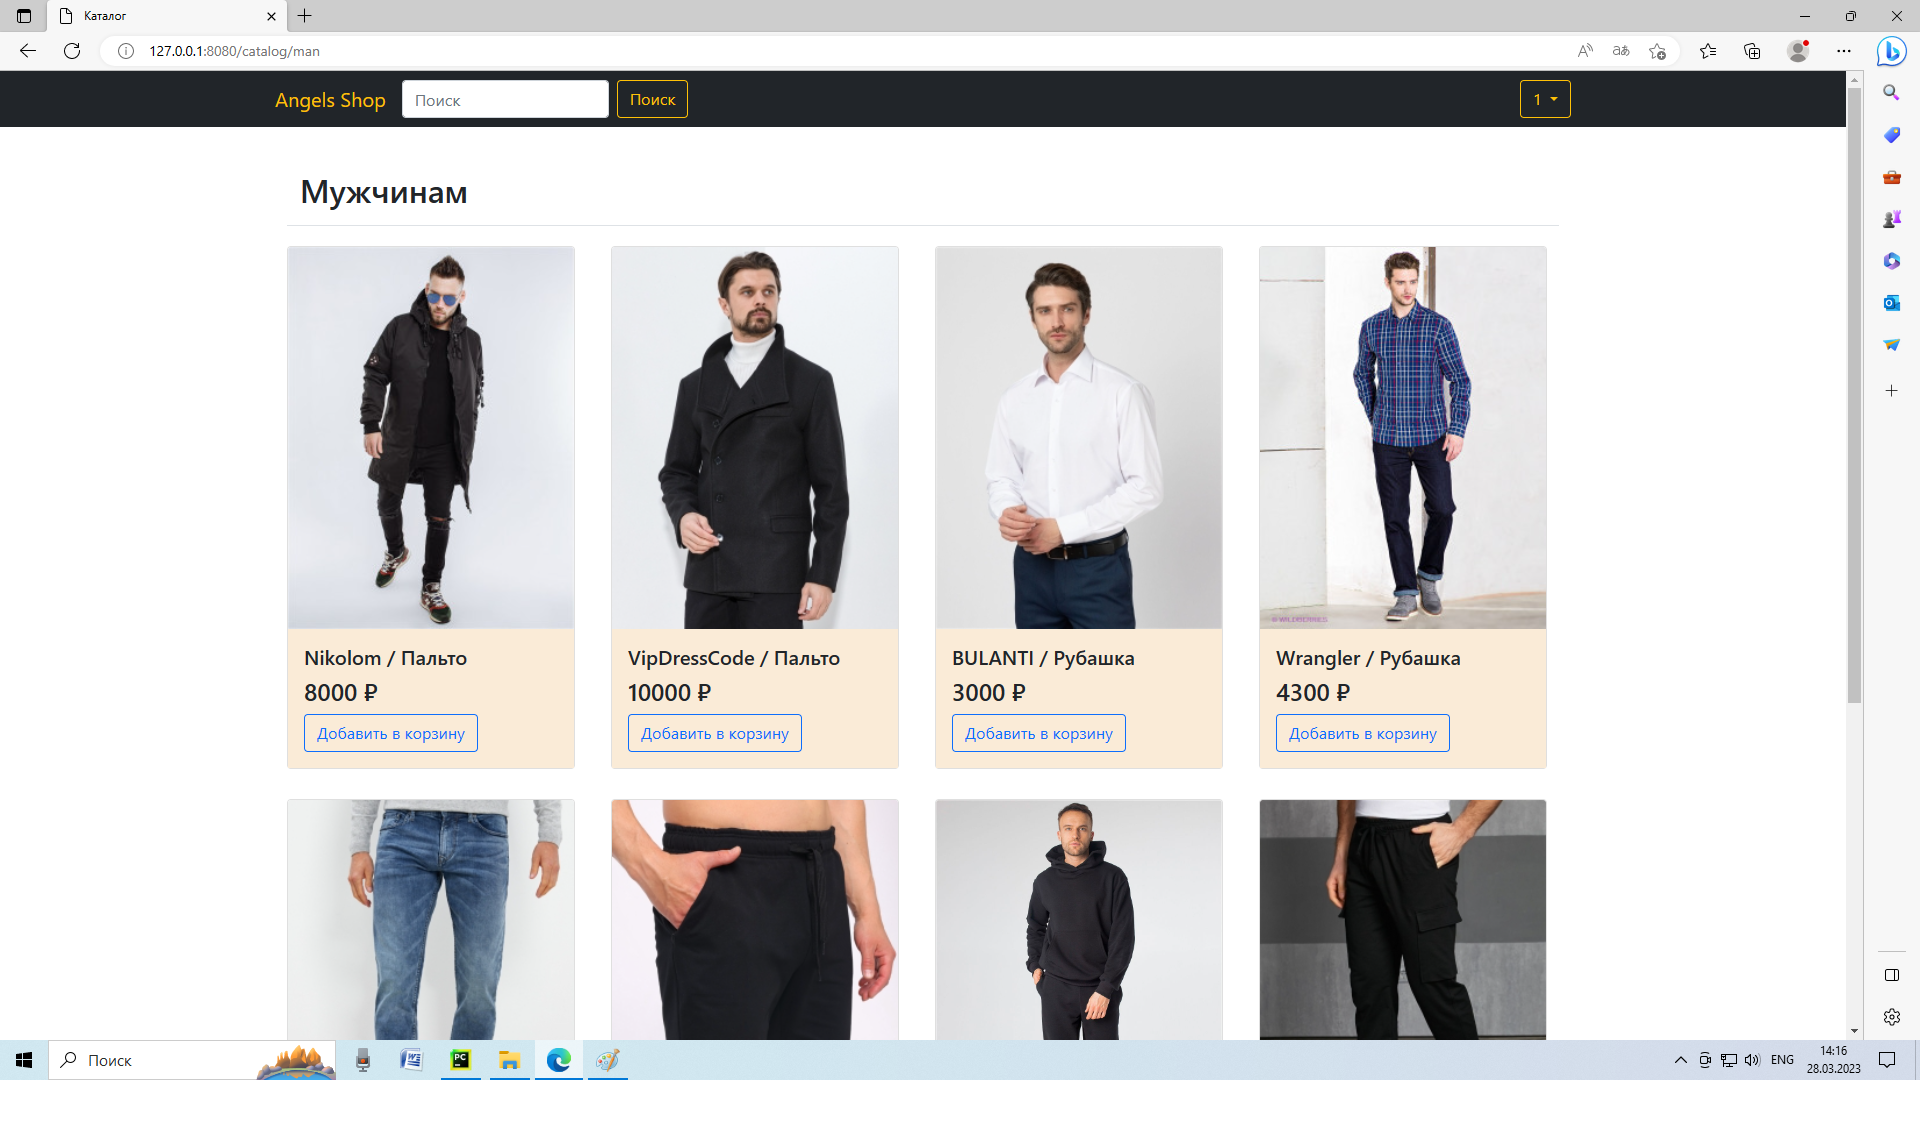 Каталог
127.0.0.1:8080/catalog/man
Angels Shop
Поиск
Поиск
1
Мужчинам
© WILDBERRIES
Nikolom / Пальто
8000 ₽
Добавить в корзину
VipDressCode / Пальто
10000 ₽
Добавить в корзину
BULANTI / Рубашка
3000 ₽
Добавить в корзину
Wrangler / Рубашка
4300 ₽
Добавить в корзину
Поиск
PC
ENG
14:16
28.03.2023